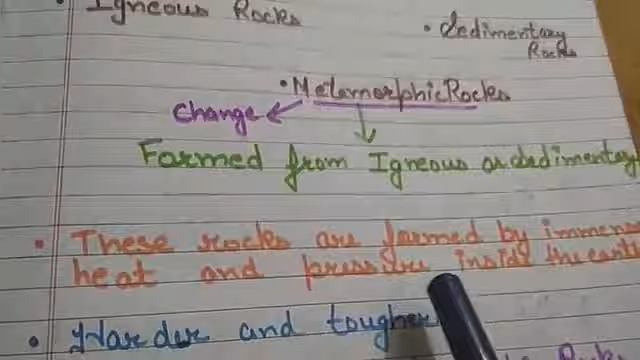 • Igneous Rocks
• Sedimentary
Rocks
• Metamorphic Rocks
Change
Formed from Igneous or Sedimentary
• These rocks are formed by immens
heat and pressure inside the earth
• Harder and tougher